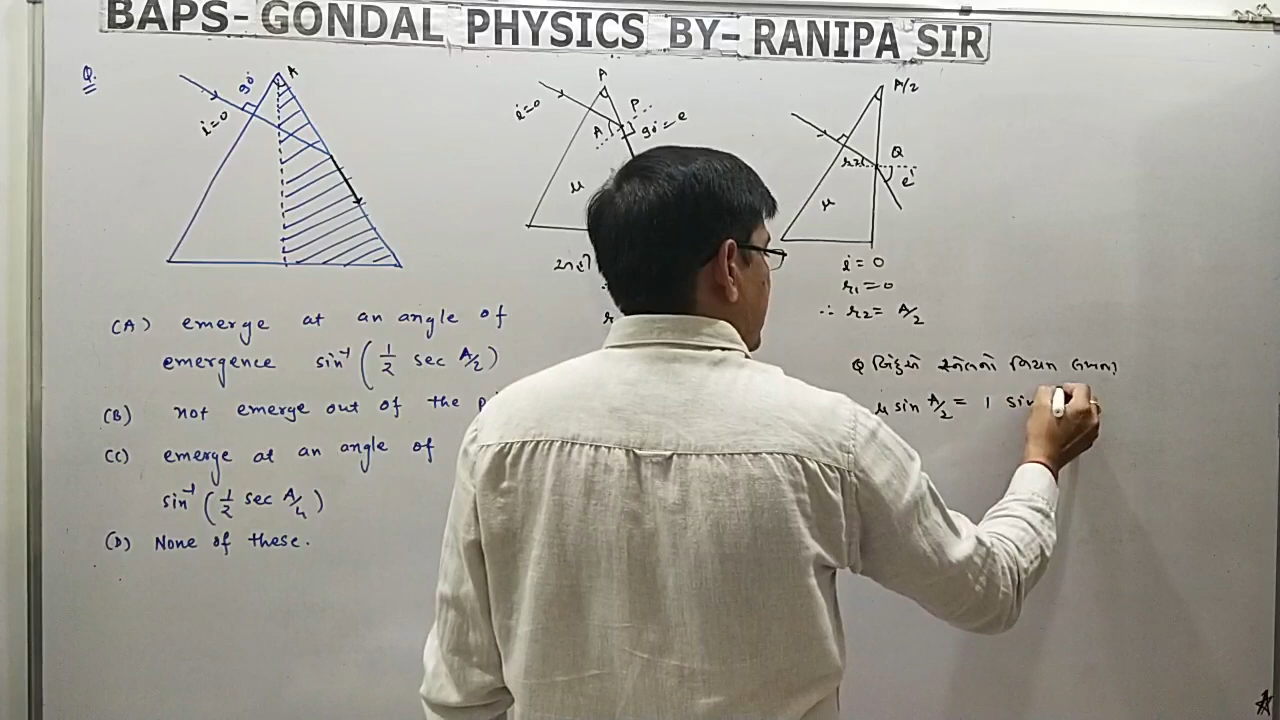 BAPS- GONDAL PHYSICS BY- RANIPA SIR
Q.
90°
A
i=0
(A) emerge at an angle of
emergence sin⁻¹ (1/2 sec A/2)
(B) not emerge out of the
(C) emerge at an angle of
sin⁻¹ (1/2 sec A/4)
(D) None of these.
A
i=0
P
A
90° = e
μ
A/2
Q
r₂
e'
μ
i = 0
r₁ = 0
∴ r₂ = A/2
Q
μ sin A/2 = 1 sin